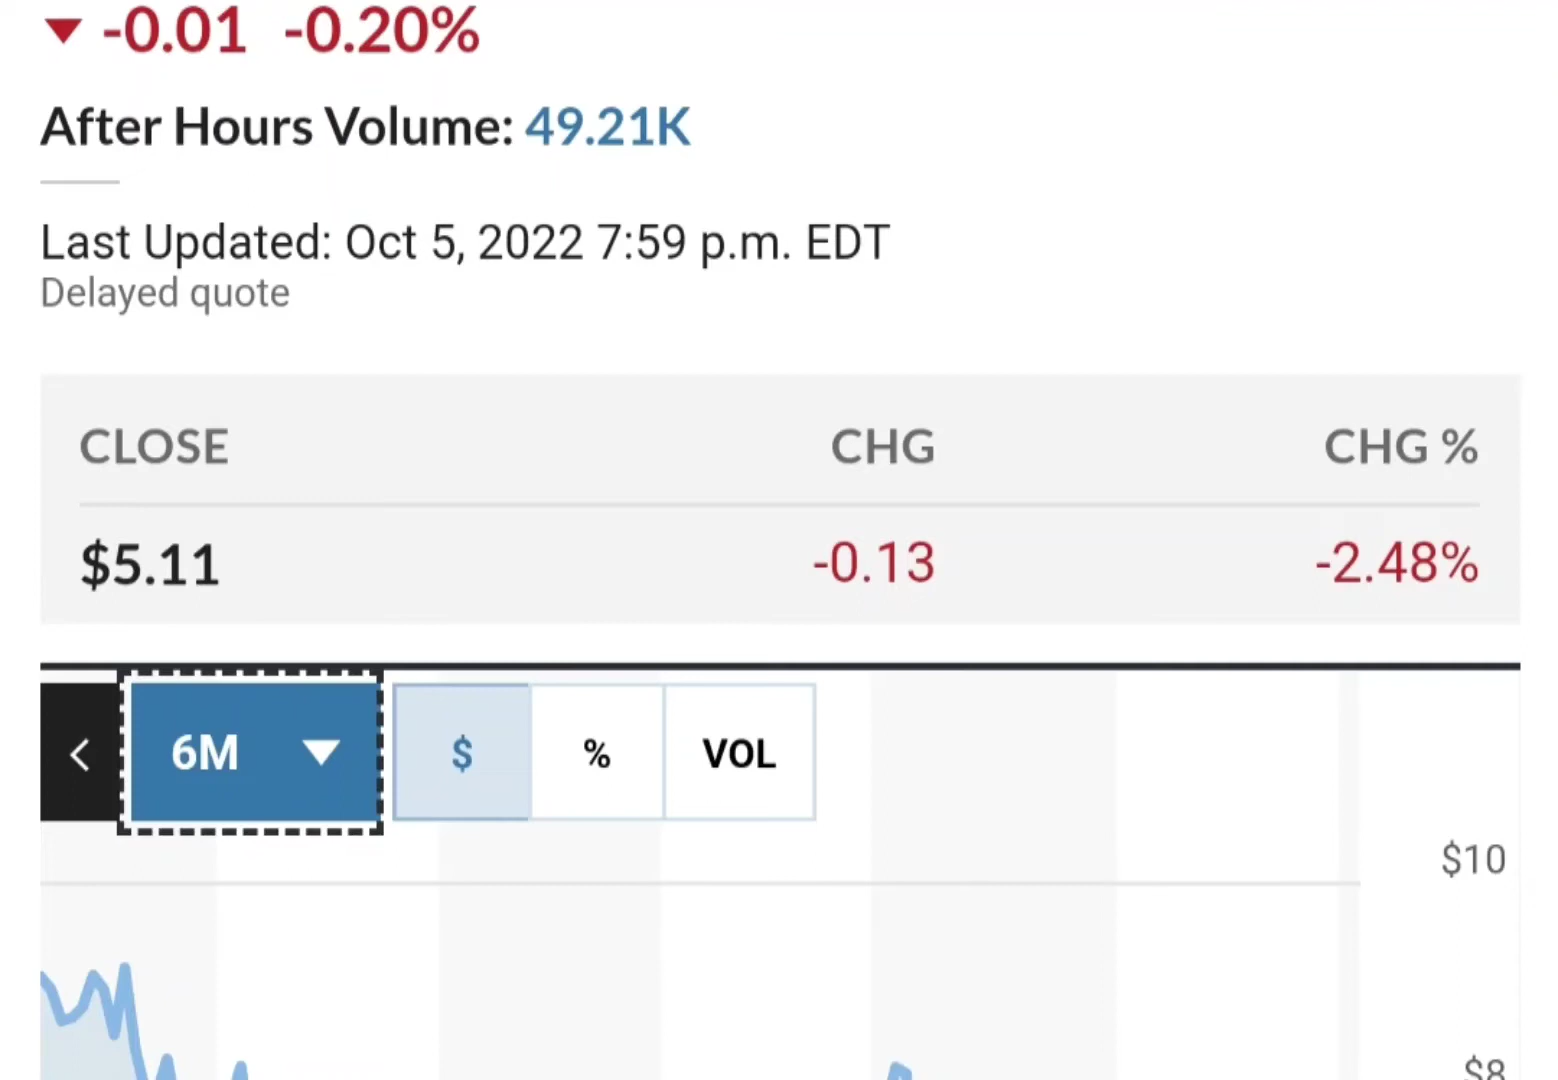 -0.01 -0.20%
After Hours Volume: 49.21K
Last Updated: Oct 5, 2022 7:59 p.m. EDT
Delayed quote
CLOSE CHG CHG %
$5.11 -0.13 -2.48%
6M $ % VOL
$10
$8